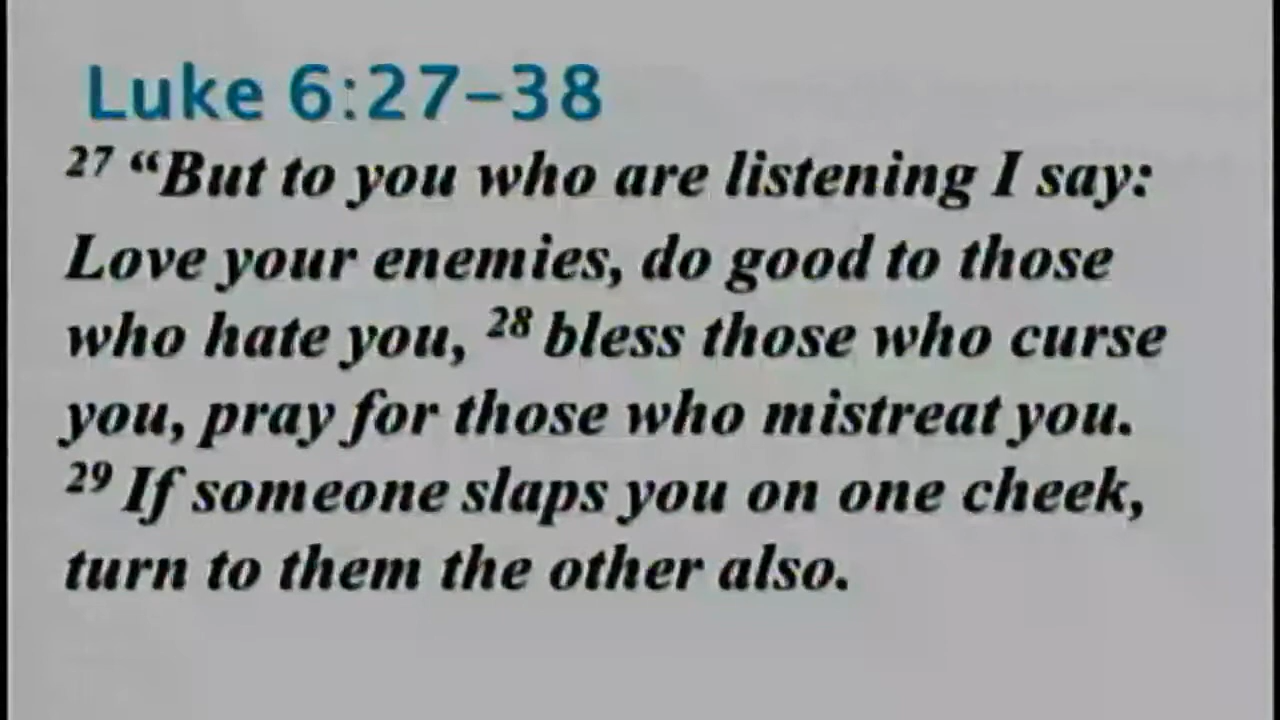 Luke 6:27–38
27 “But to you who are listening I say:
Love your enemies, do good to those
who hate you, 28 bless those who curse
you, pray for those who mistreat you.
29 If someone slaps you on one cheek,
turn to them the other also.